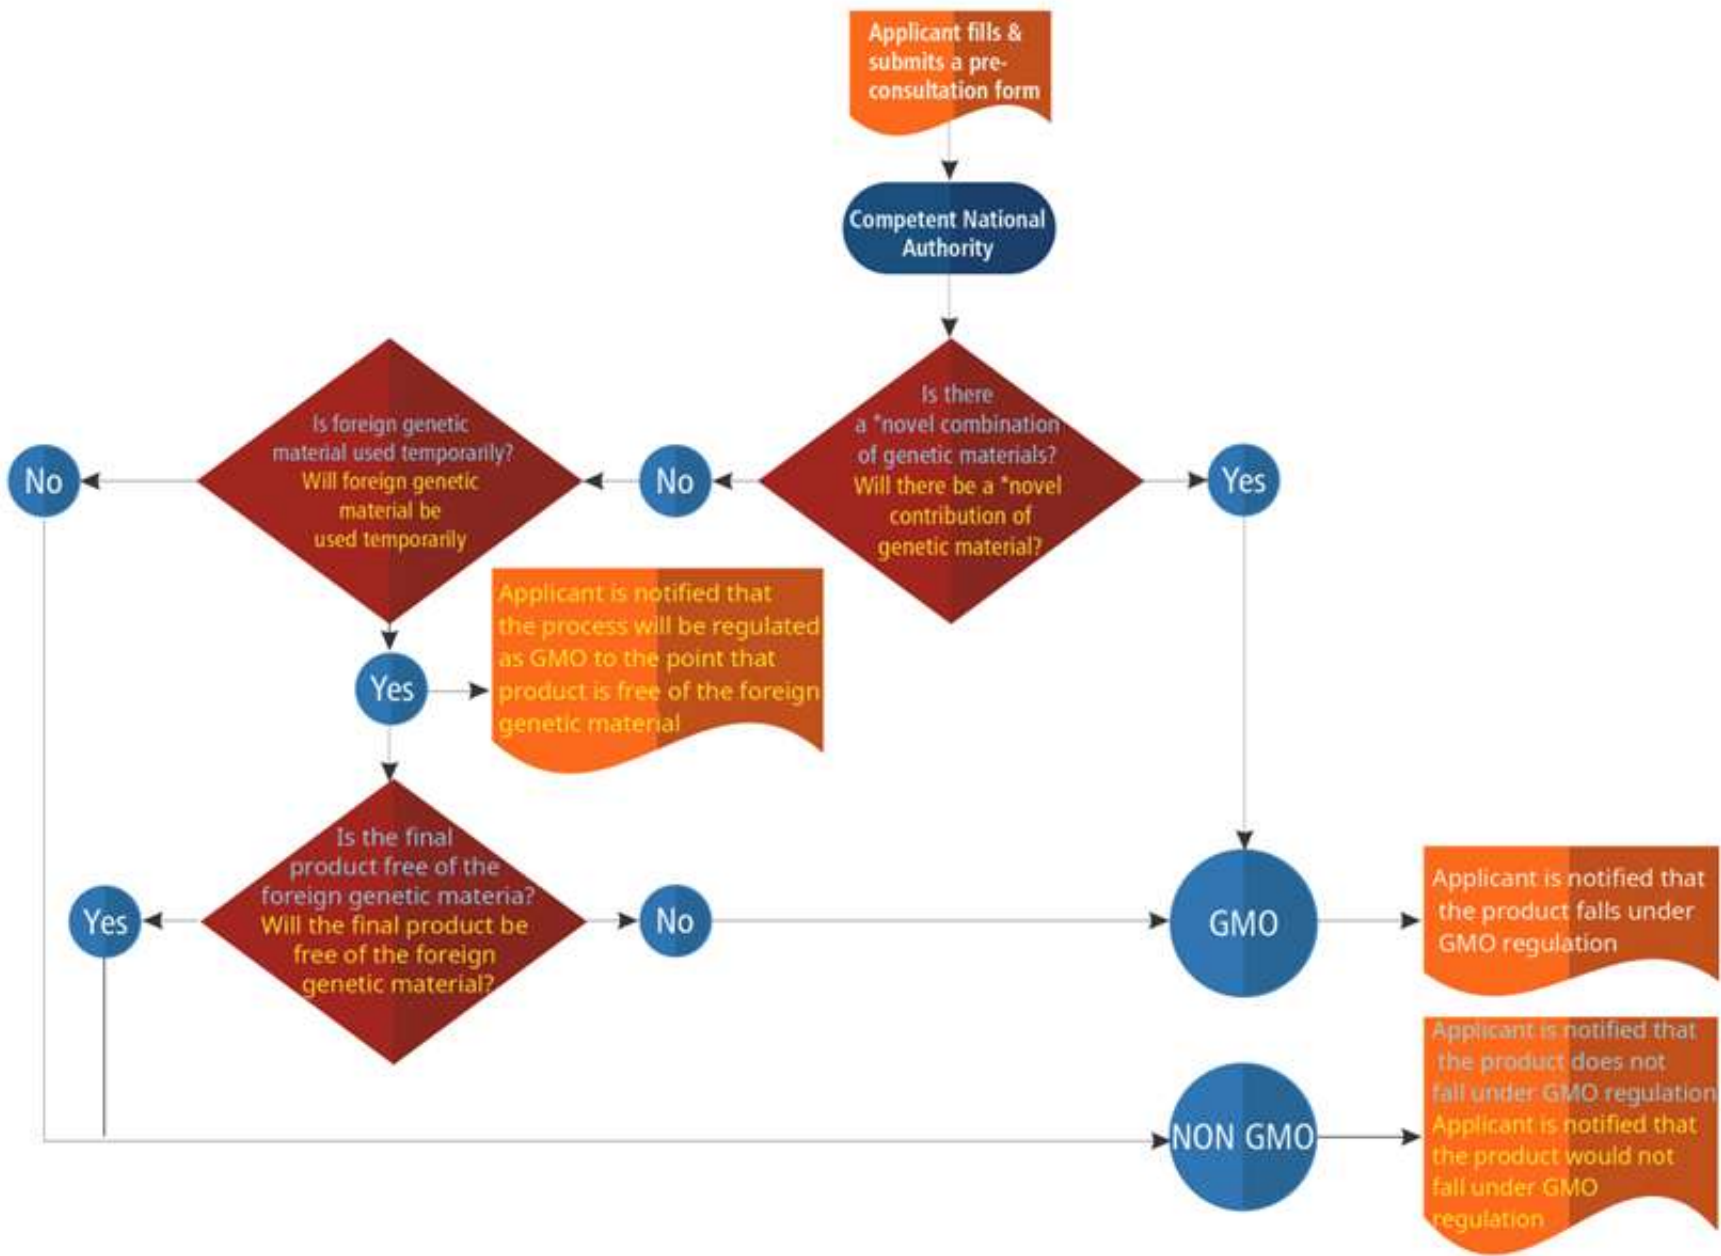 Applicant fills &
submits a pre-
consultation form
Competent National
Authority
Is there
a *novel combination
of genetic materials?
Will there be a *novel
contribution of
genetic material?
Yes
No
Is foreign genetic
material used temporarily?
Will foreign genetic
material be
used temporarily
No
Yes
Applicant is notified that
the process will be regulated
as GMO to the point that
product is free of the foreign
genetic material
Is the final
product free of the
foreign genetic materia?
Will the final product be
free of the foreign
genetic material?
Yes
No
GMO
Applicant is notified that
the product falls under
GMO regulation
NON GMO
Applicant is notified that
the product does not
fall under GMO regulation
Applicant is notified that
the product would not
fall under GMO
regulation